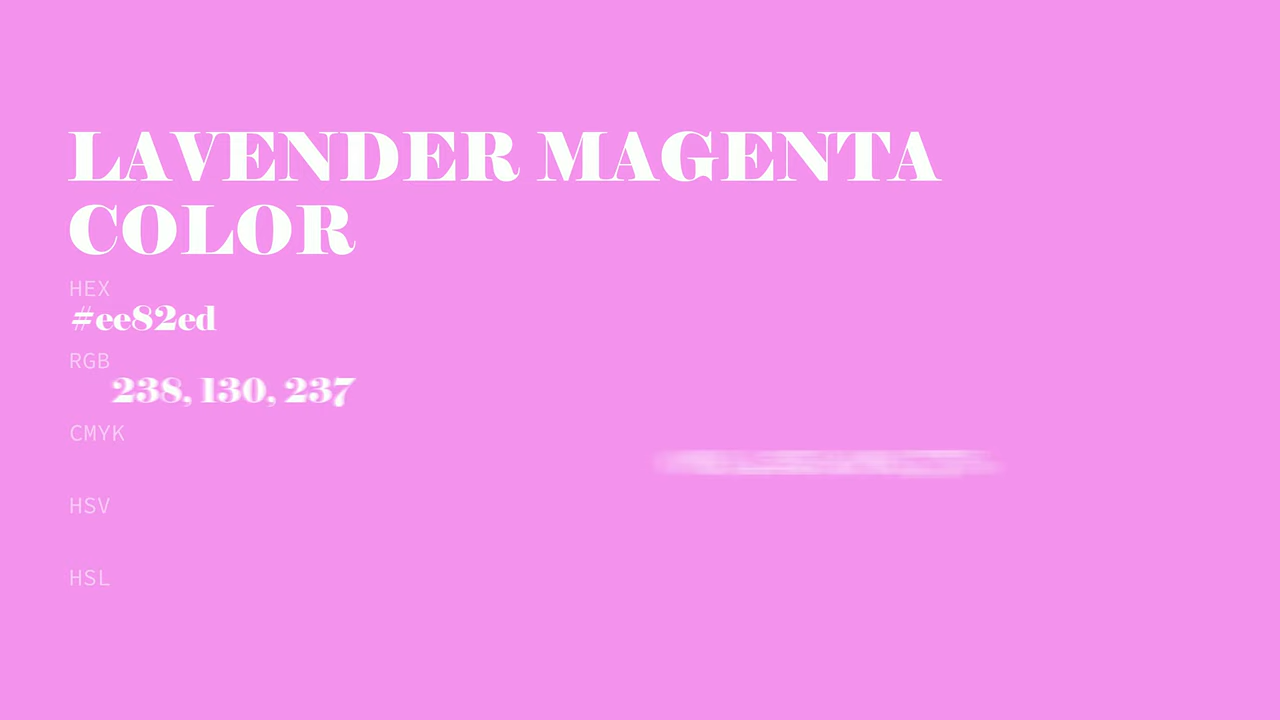 LAVENDER MAGENTA
COLOR
HEX
#ee82ed
RGB
238, 130, 237
CMYK
HSV
HSL